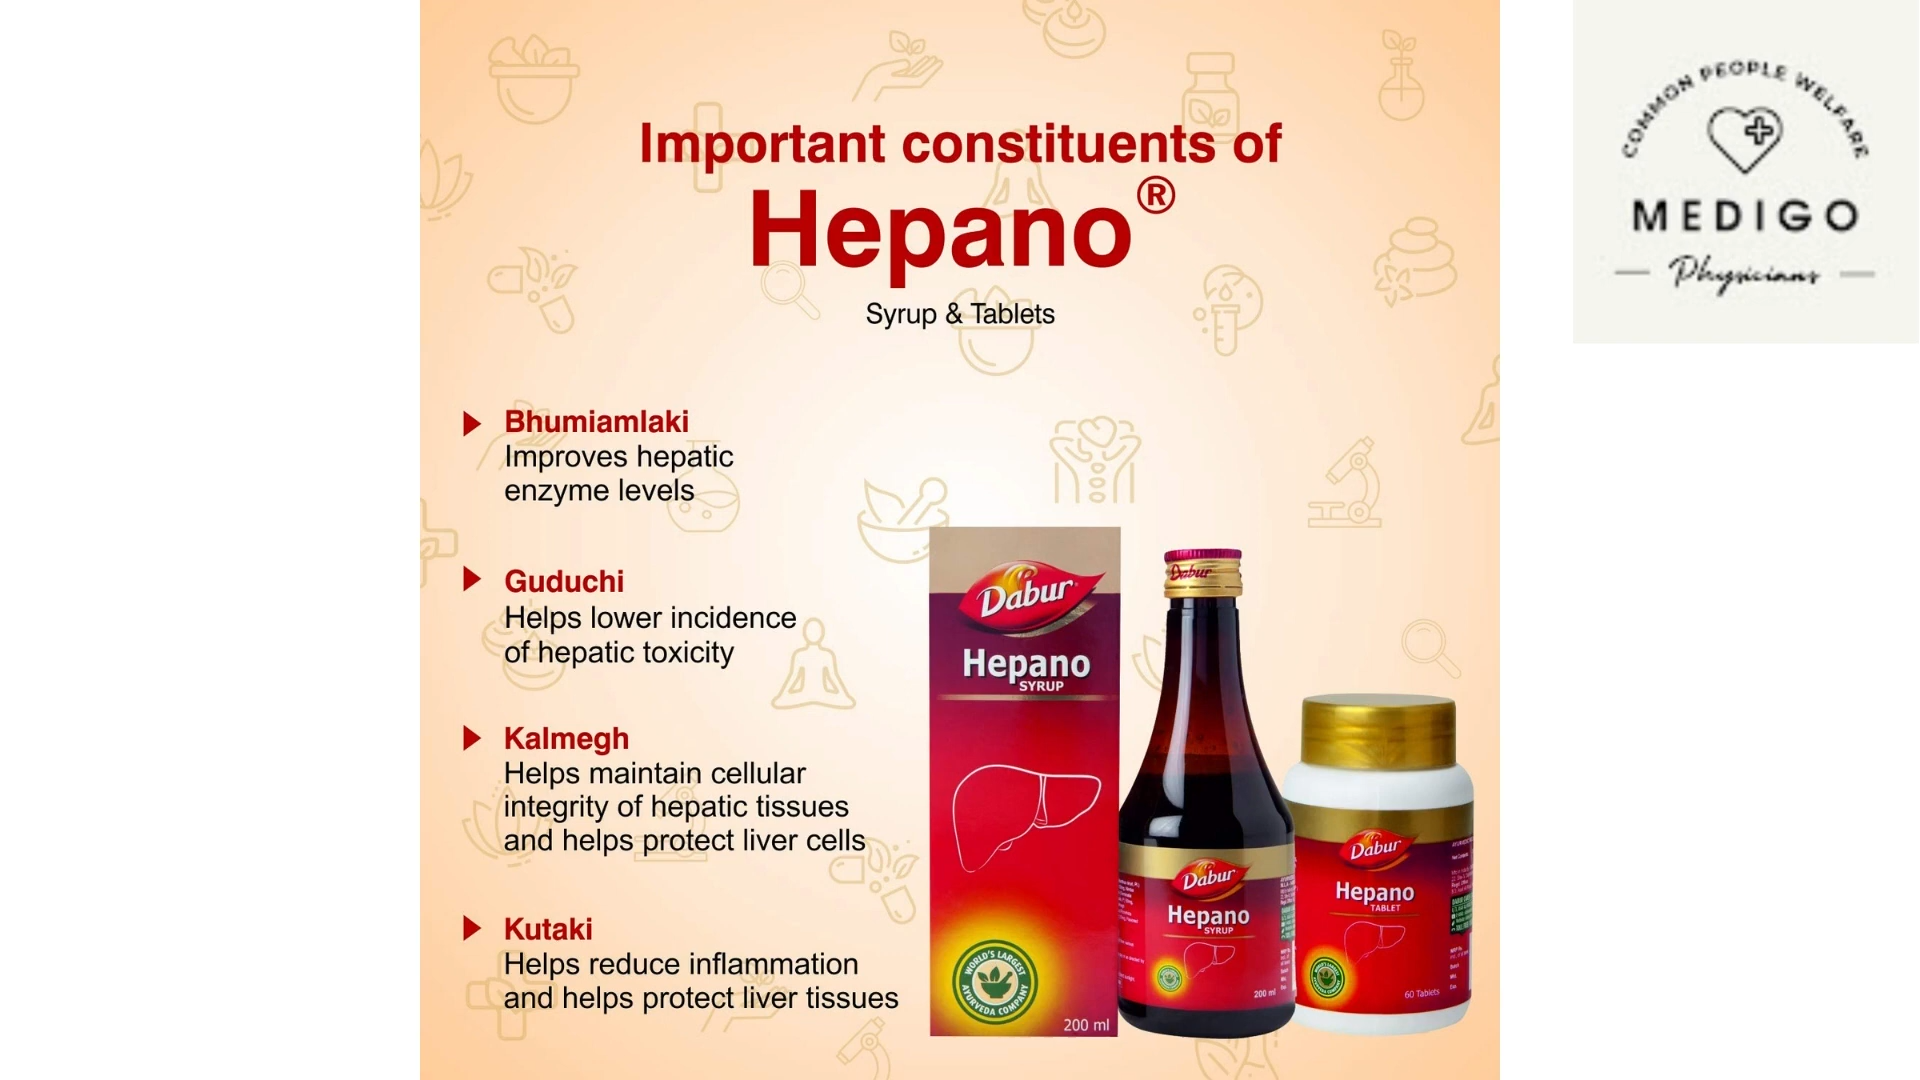 Important constituents of
Hepano®
Syrup & Tablets
Bhumiamlaki
Improves hepatic
enzyme levels
Guduchi
Helps lower incidence
of hepatic toxicity
Kalmegh
Helps maintain cellular
integrity of hepatic tissues
and helps protect liver cells
Kutaki
Helps reduce inflammation
and helps protect liver tissues
Dabur
Hepano
SYRUP
WORLD'S LARGEST
AYURVEDA COMPANY
200 ml
Dabur
Dabur
Hepano
SYRUP
200 ml
Dabur
Hepano
TABLET
60 Tablets
COMMON PEOPLE WELFARE
MEDIGO
Physicians